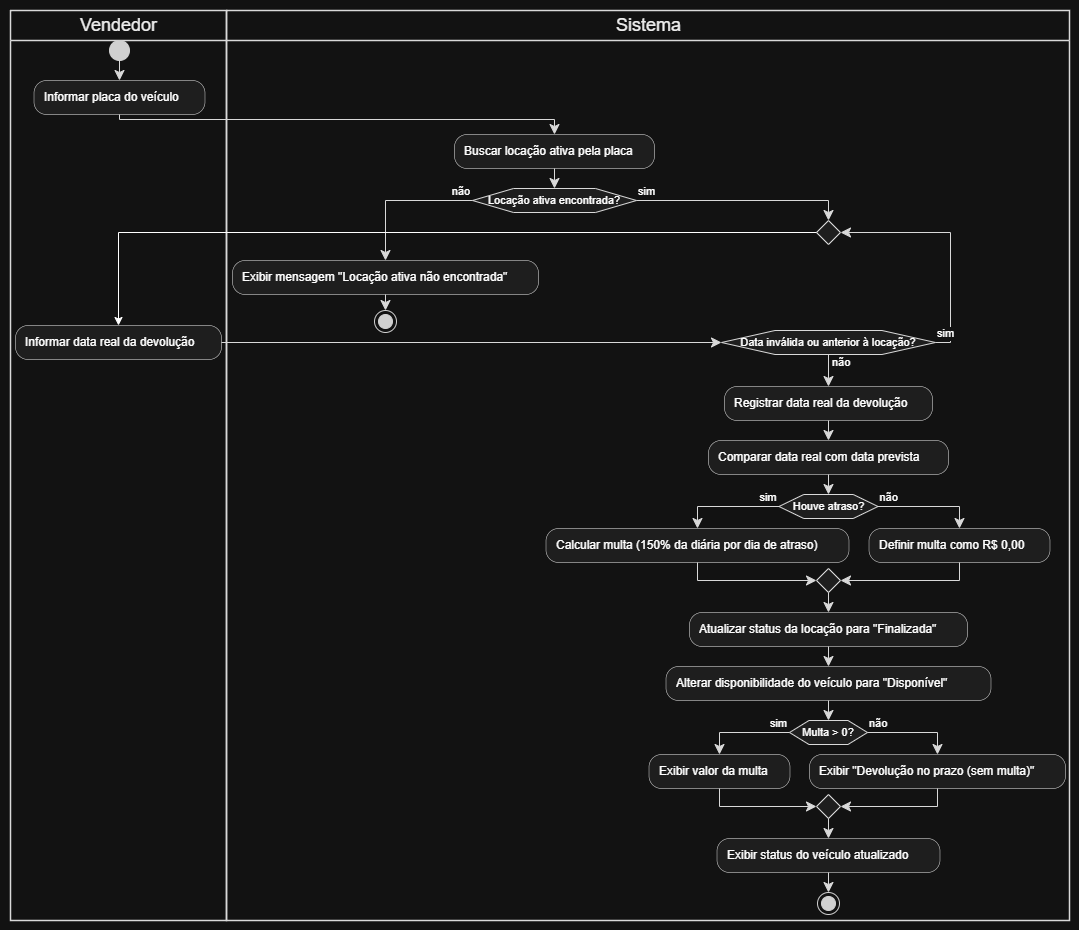 Vendedor
Sistema
Informar placa do veículo
Buscar locação ativa pela placa
não
Locação ativa encontrada?
sim
Exibir mensagem "Locação ativa não encontrada"
Informar data real da devolução
Data inválida ou anterior à locação?
sim
não
Registrar data real da devolução
Comparar data real com data prevista
sim
Houve atraso?
não
Calcular multa (150% da diária por dia de atraso)
Definir multa como R$ 0,00
Atualizar status da locação para "Finalizada"
Alterar disponibilidade do veículo para "Disponível"
sim
Multa > 0?
não
Exibir valor da multa
Exibir "Devolução no prazo (sem multa)"
Exibir status do veículo atualizado